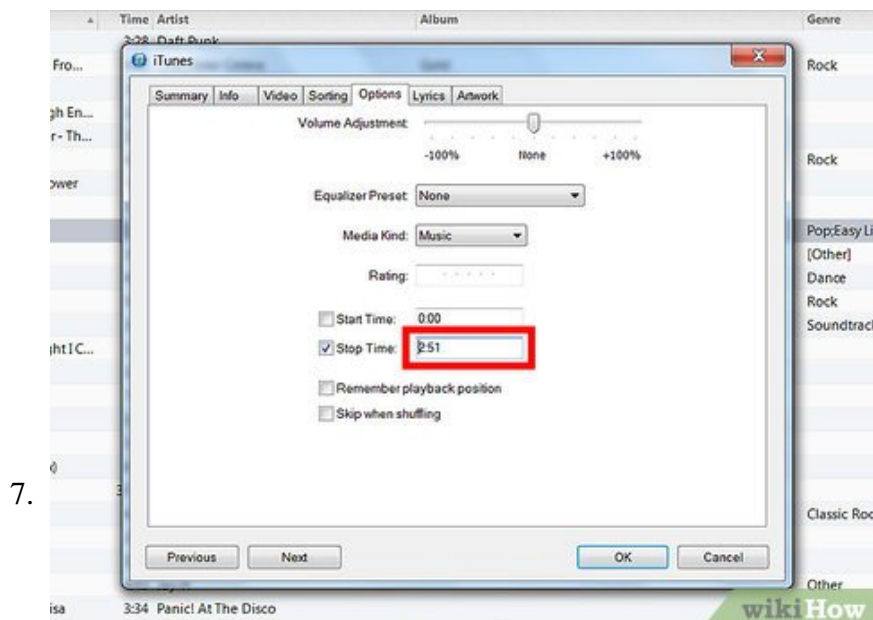 Time Artist Album Genre
3:28 Daft Punk
iTunes
Fro... Rock
Summary Info Video Sorting Options Lyrics Artwork
gh En...
Volume Adjustment:
r - Th...
-100% None +100%
Rock
ower
Equalizer Preset: None
Media Kind: Music
Pop;Easy Li
[Other]
Rating:
Dance
Rock
Start Time: 0:00
Soundtrac
ght I C...
Stop Time: 2:51
Remember playback position
Skip when shuffling
7.
Classic Roc
Previous Next OK Cancel
Other
isa 3:34 Panic! At The Disco
wikiHow